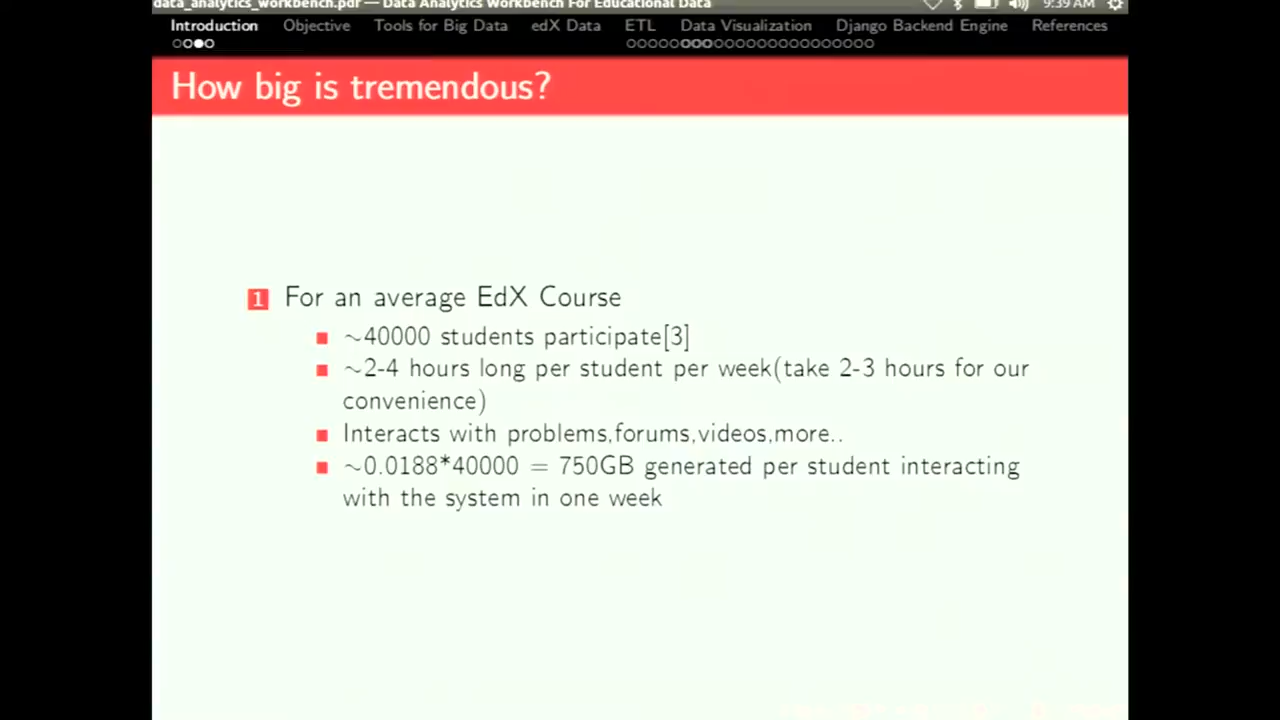 data_analytics_workbench.pdf — Data Analytics Workbench For Educational Data 9:39 AM
Introduction Objective Tools for Big Data edX Data ETL Data Visualization Django Backend Engine References
How big is tremendous?
1 For an average EdX Course
~40000 students participate[3]
~2-4 hours long per student per week(take 2-3 hours for our
convenience)
Interacts with problems,forums,videos,more..
~0.0188*40000 = 750GB generated per student interacting
with the system in one week